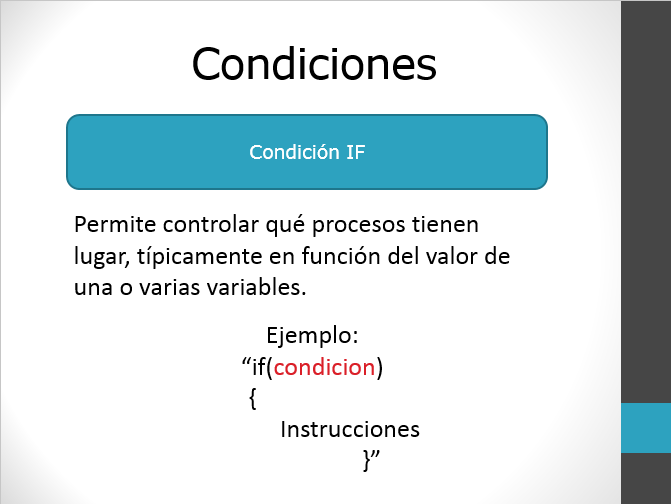 Condiciones
Condición IF
Permite controlar qué procesos tienen
lugar, típicamente en función del valor de
una o varias variables.
Ejemplo:
“if(condicion)
{
Instrucciones
}”